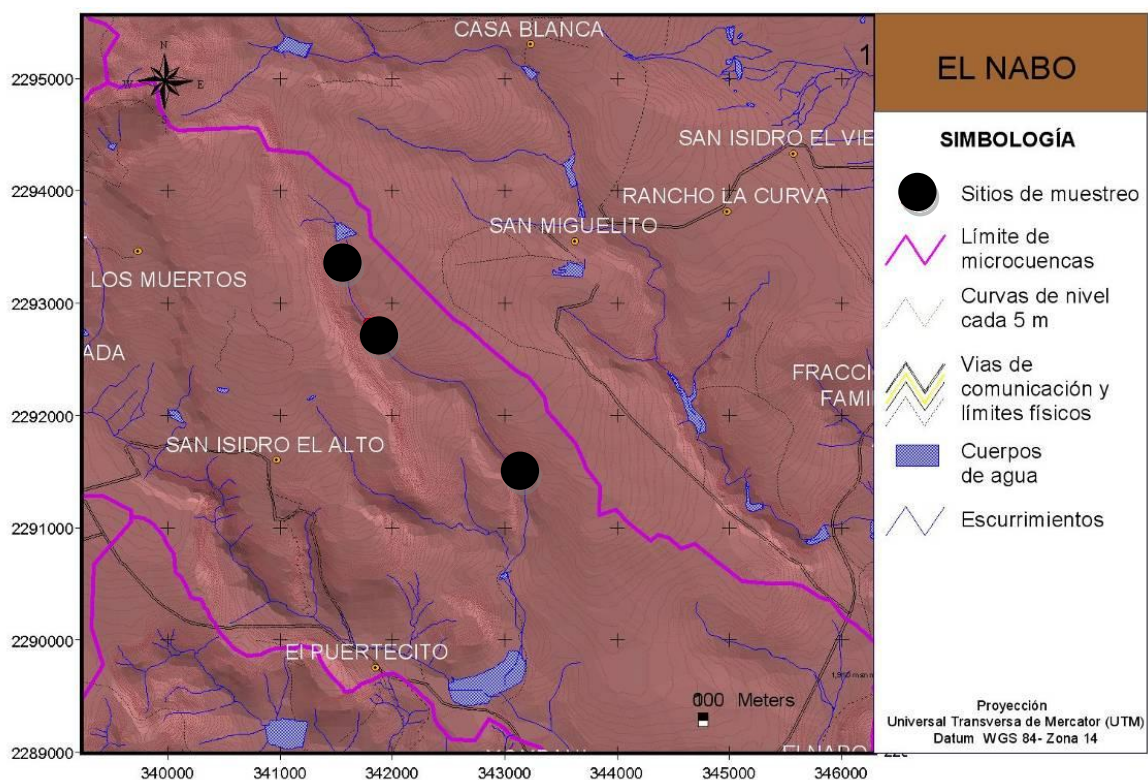 CASA BLANCA
1
2295000
N
W
E
S
SAN ISIDRO EL VIE
2294000
RANCHO LA CURVA
SAN MIGUELITO
LOS MUERTOS
2293000
ADA
FRACCI
FAMI
2292000
SAN ISIDRO EL ALTO
2291000
2290000
El PUERTECITO
Meters
2289000
340000
341000
342000
343000
344000
345000
346000
EL NABO
SIMBOLOGÍA
Sitios de muestreo
Límite de
microcuencas
Curvas de nivel
cada 5 m
Vias de
comunicación y
límites físicos
Cuerpos
de agua
Escurrimientos
Proyección
Universal Transversa de Mercator (UTM)
Datum WGS 84- Zona 14